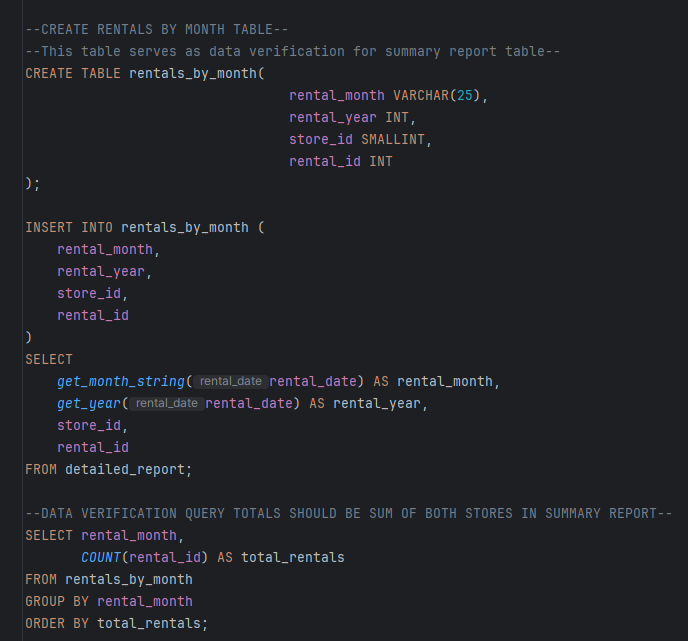 --CREATE RENTALS BY MONTH TABLE--
--This table serves as data verification for summary report table--
CREATE TABLE rentals_by_month(
rental_month VARCHAR(25),
rental_year INT,
store_id SMALLINT,
rental_id INT
);
INSERT INTO rentals_by_month (
rental_month,
rental_year,
store_id,
rental_id
)
SELECT
get_month_string( rental_date rental_date) AS rental_month,
get_year( rental_date rental_date) AS rental_year,
store_id,
rental_id
FROM detailed_report;
--DATA VERIFICATION QUERY TOTALS SHOULD BE SUM OF BOTH STORES IN SUMMARY REPORT--
SELECT rental_month,
COUNT(rental_id) AS total_rentals
FROM rentals_by_month
GROUP BY rental_month
ORDER BY total_rentals;